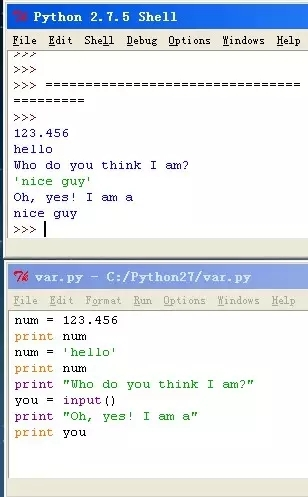 Python 2.7.5 Shell
File Edit Shell Debug Options Windows Help
>>>
>>>
>>> ================================
=========
>>>
123.456
hello
Who do you think I am?
'nice guy'
Oh, yes! I am a
nice guy
>>>
var.py - C:/Python27/var.py
File Edit Format Run Options Windows Help
num = 123.456
print num
num = 'hello'
print num
print "Who do you think I am?"
you = input()
print "Oh, yes! I am a"
print you